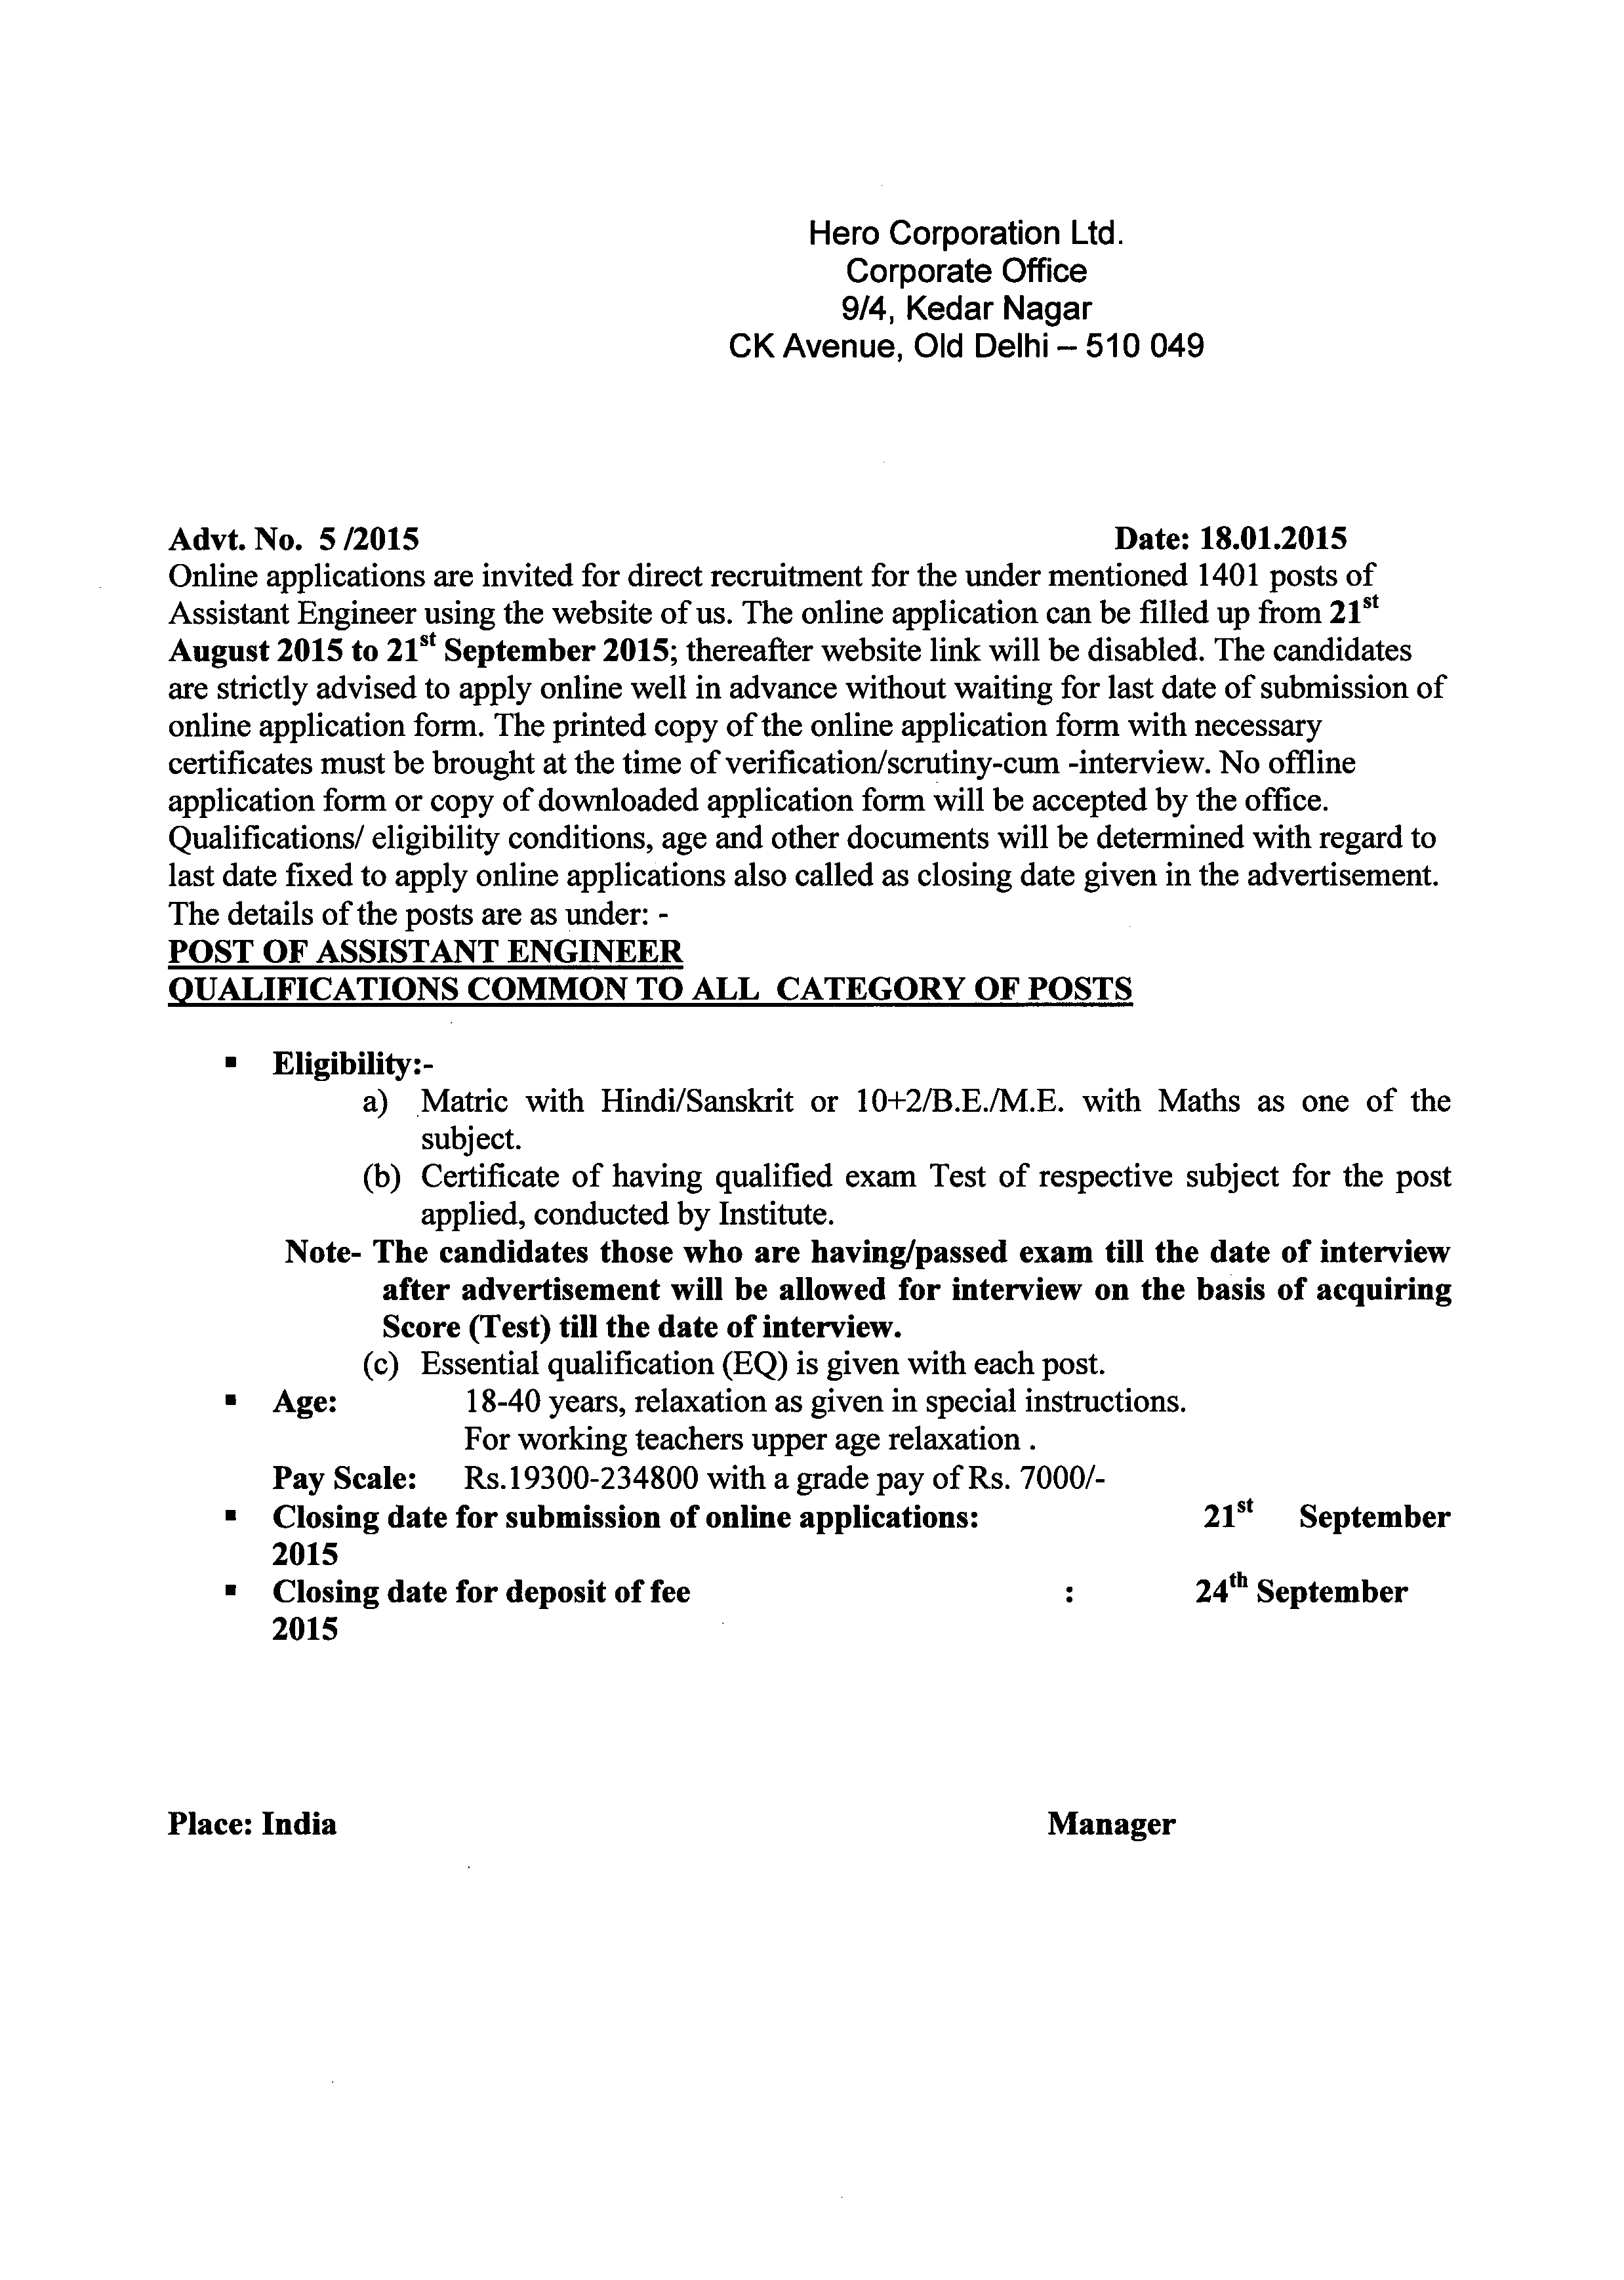 Hero Corporation Ltd.
Corporate Office
9/4, Kedar Nagar
CK Avenue, Old Delhi – 510 049
Advt. No. 5 /2015 Date: 18.01.2015
Online applications are invited for direct recruitment for the under mentioned 1401 posts of
Assistant Engineer using the website of us. The online application can be filled up from 21st
August 2015 to 21st September 2015; thereafter website link will be disabled. The candidates
are strictly advised to apply online well in advance without waiting for last date of submission of
online application form. The printed copy of the online application form with necessary
certificates must be brought at the time of verification/scrutiny-cum -interview. No offline
application form or copy of downloaded application form will be accepted by the office.
Qualifications/ eligibility conditions, age and other documents will be determined with regard to
last date fixed to apply online applications also called as closing date given in the advertisement.
The details of the posts are as under: -
POST OF ASSISTANT ENGINEER
QUALIFICATIONS COMMON TO ALL CATEGORY OF POSTS
▪ Eligibility:-
a) Matric with Hindi/Sanskrit or 10+2/B.E./M.E. with Maths as one of the
subject.
(b) Certificate of having qualified exam Test of respective subject for the post
applied, conducted by Institute.
Note- The candidates those who are having/passed exam till the date of interview
after advertisement will be allowed for interview on the basis of acquiring
Score (Test) till the date of interview.
(c) Essential qualification (EQ) is given with each post.
▪ Age: 18-40 years, relaxation as given in special instructions.
For working teachers upper age relaxation .
Pay Scale: Rs.19300-234800 with a grade pay of Rs. 7000/-
▪ Closing date for submission of online applications: 21st September
2015
▪ Closing date for deposit of fee : 24th September
2015
Place: India Manager